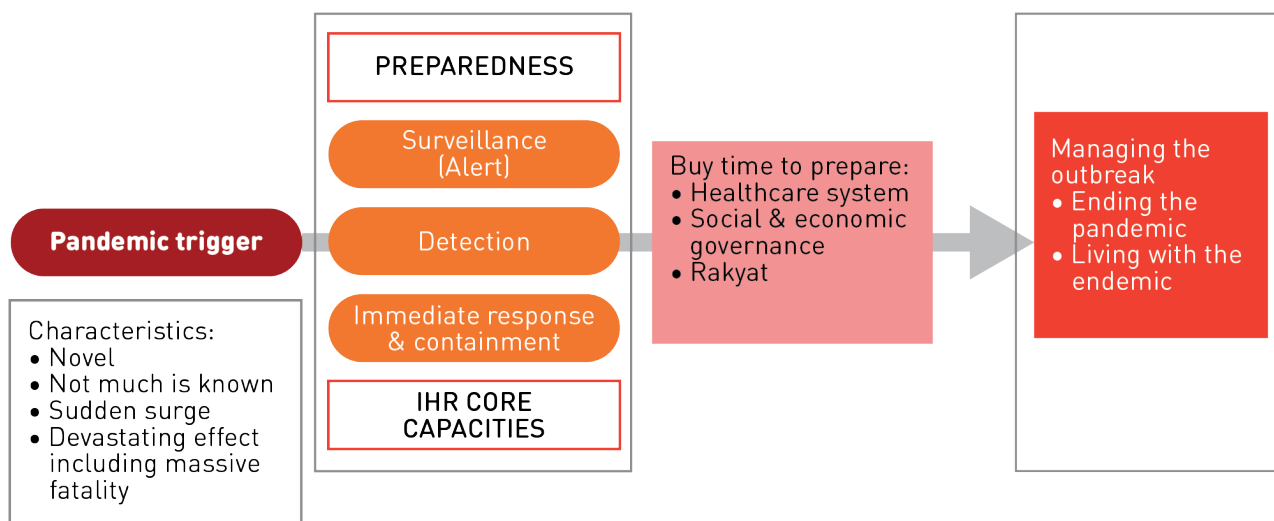 Pandemic trigger
Characteristics:
• Novel
• Not much is known
• Sudden surge
• Devastating effect
including massive
fatality
PREPAREDNESS
Surveillance
(Alert)
Detection
Immediate response
& containment
IHR CORE
CAPACITIES
Buy time to prepare:
• Healthcare system
• Social & economic
governance
• Rakyat
Managing the
outbreak
• Ending the
pandemic
• Living with the
endemic